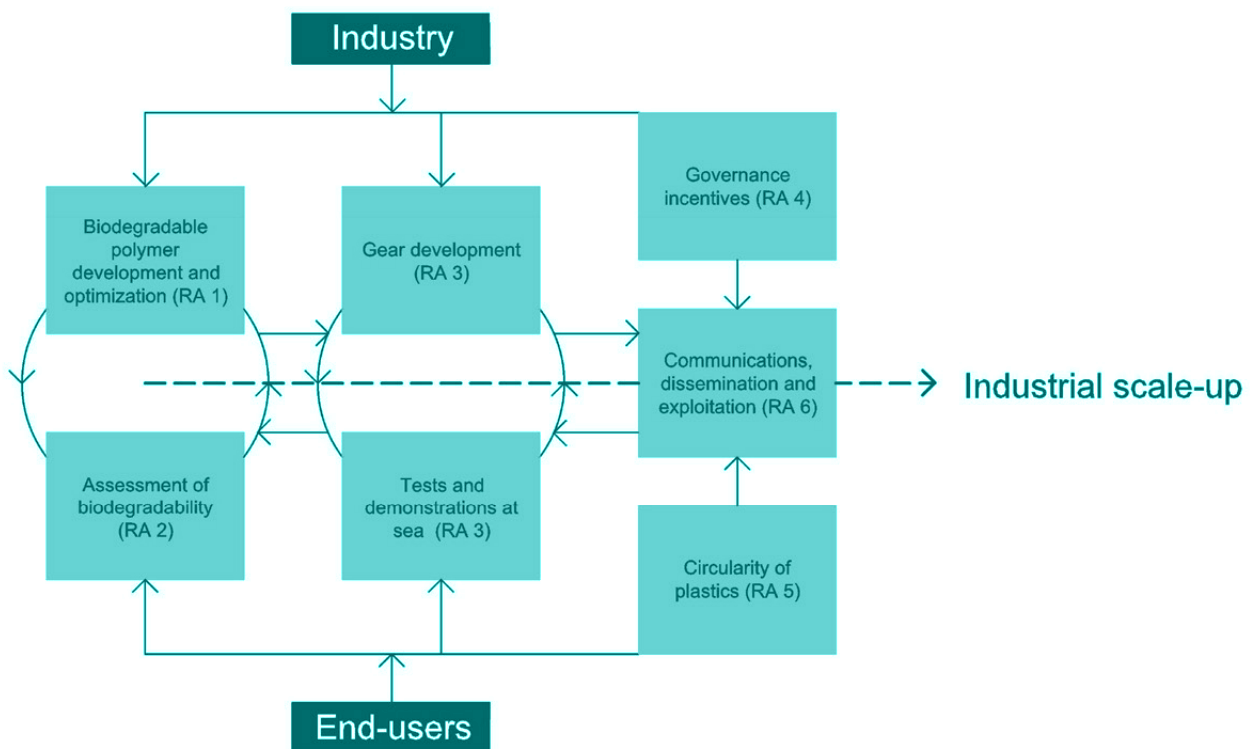 Industry
Governance
incentives (RA 4)
Biodegradable
polymer
development and
optimization (RA 1)
Gear development
(RA 3)
Communications,
dissemination and
exploitation (RA 6)
Industrial scale-up
Assessment of
biodegradability
(RA 2)
Tests and
demonstrations at
sea (RA 3)
Circularity of
plastics (RA 5)
End-users